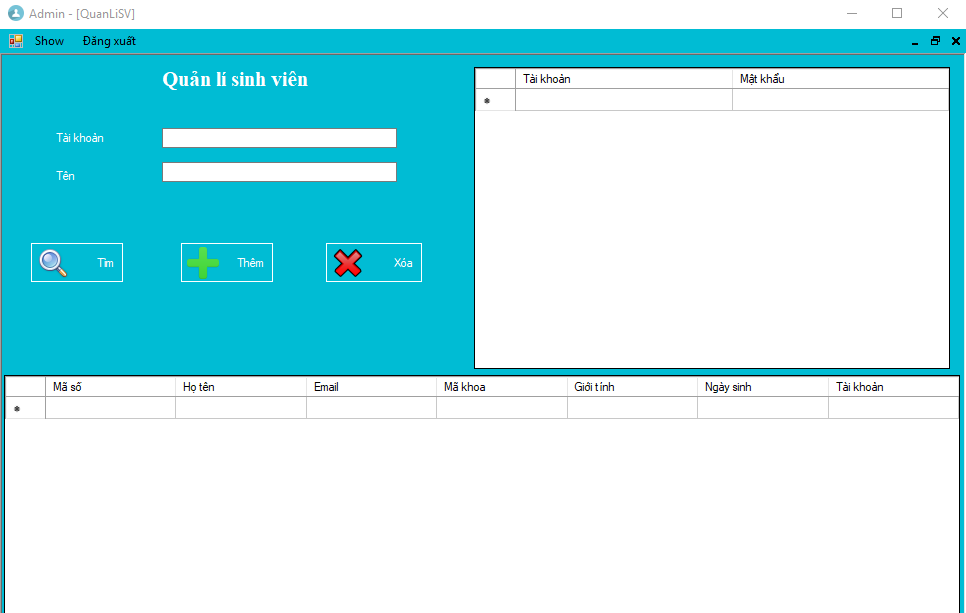 Admin - [QuanLiSV]
Show Đăng xuất
Quản lí sinh viên
Tài khoản
Tên
Tìm Thêm Xóa
Tài khoản Mật khẩu
Mã số Họ tên Email Mã khoa Giới tính Ngày sinh Tài khoản